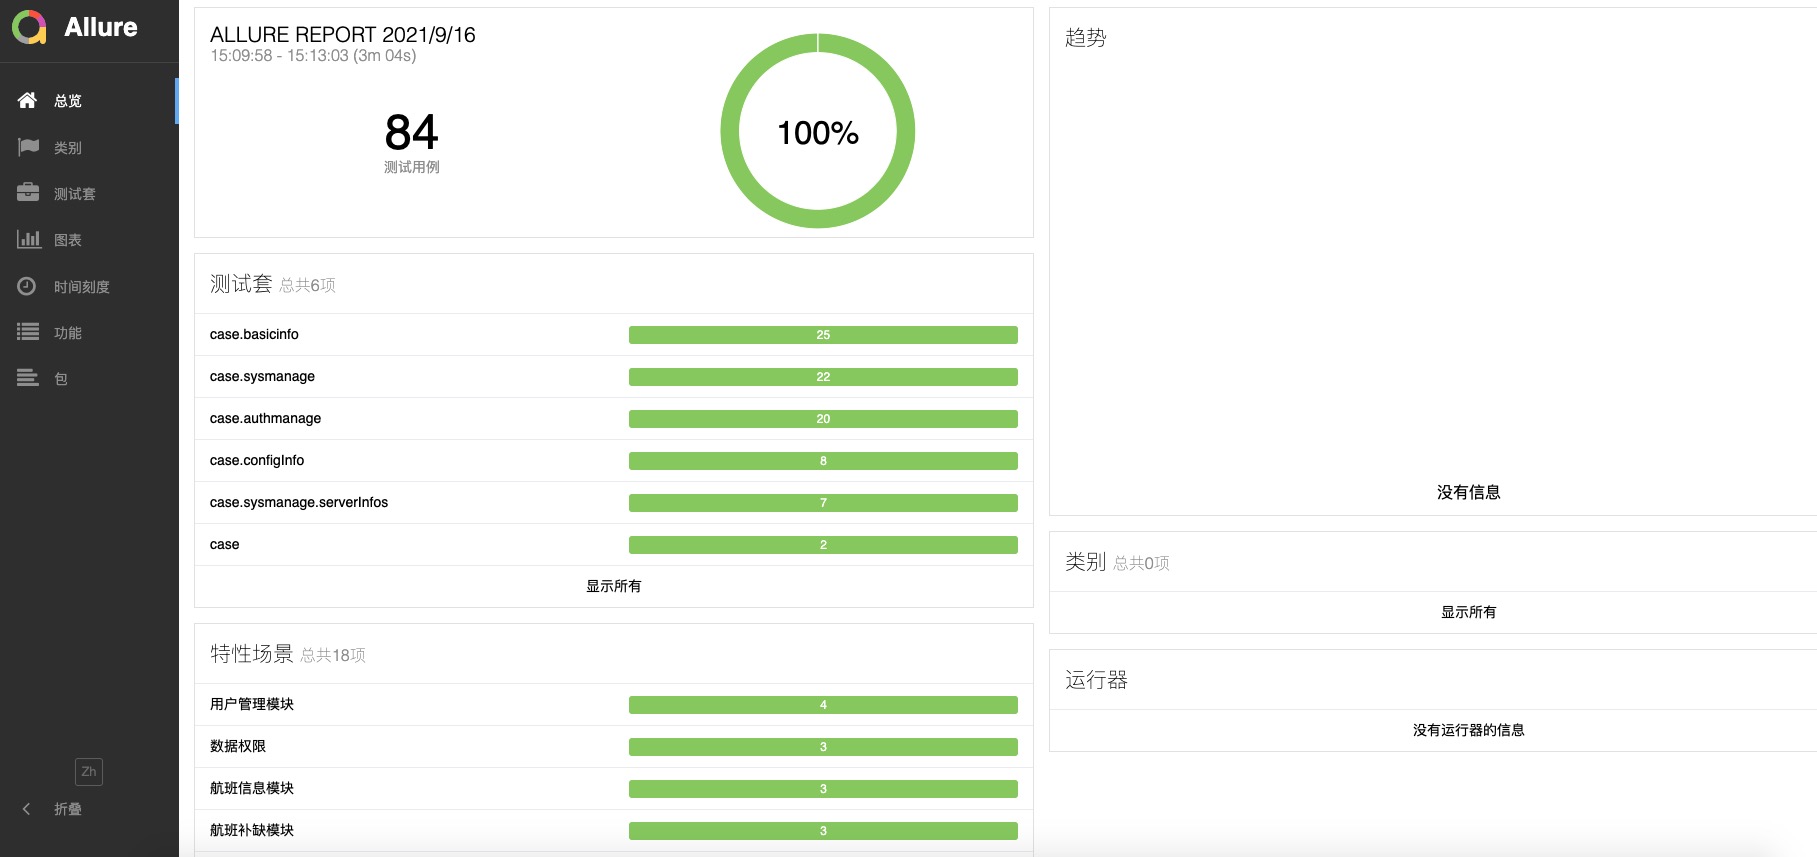 Allure
总览
类别
测试套
图表
时间刻度
功能
包
Zh
折叠
ALLURE REPORT 2021/9/16
15:09:58 - 15:13:03 (3m 04s)
84
测试用例
100%
测试套 总共6项
case.basicinfo 25
case.sysmanage 22
case.authmanage 20
case.configInfo 8
case.sysmanage.serverInfos 7
case 2
显示所有
特性场景 总共18项
用户管理模块 4
数据权限 3
航班信息模块 3
航班补缺模块 3
趋势
没有信息
类别 总共0项
显示所有
运行器
没有运行器的信息